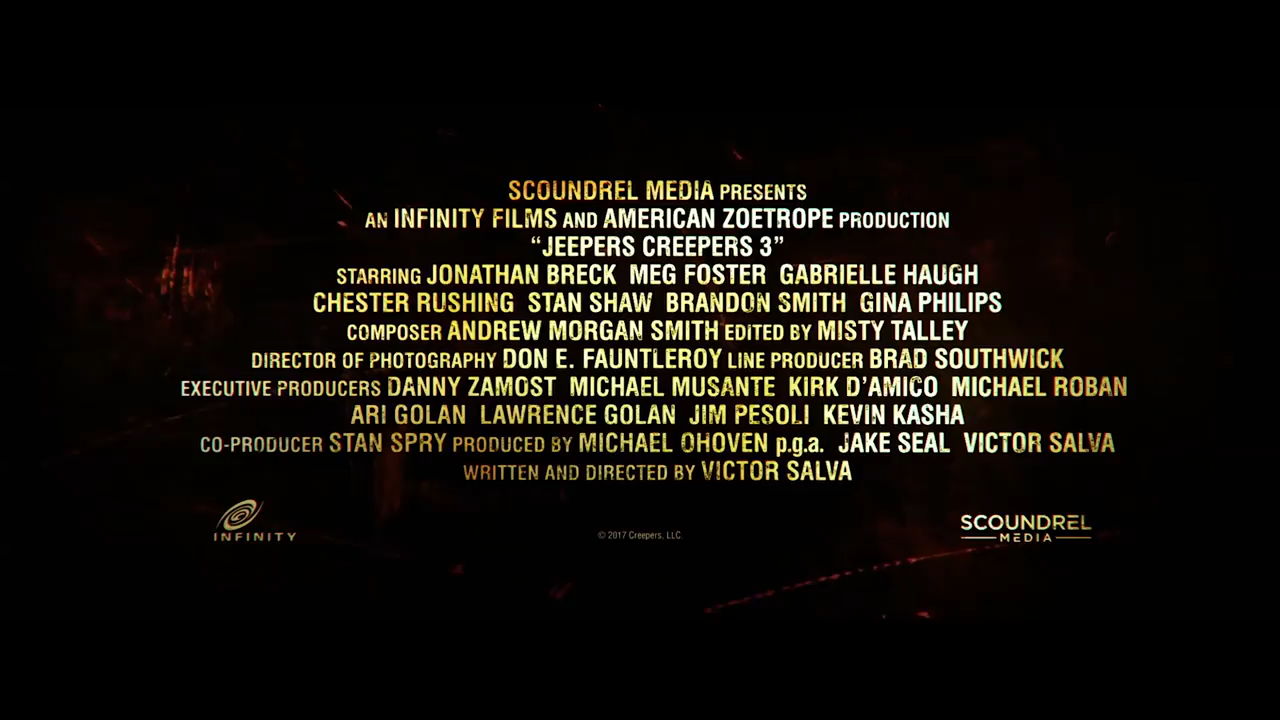 SCOUNDREL MEDIA PRESENTS
AN INFINITY FILMS AND AMERICAN ZOETROPE PRODUCTION
“JEEPERS CREEPERS 3”
STARRING JONATHAN BRECK MEG FOSTER GABRIELLE HAUGH
CHESTER RUSHING STAN SHAW BRANDON SMITH GINA PHILIPS
COMPOSER ANDREW MORGAN SMITH EDITED BY MISTY TALLEY
DIRECTOR OF PHOTOGRAPHY DON E. FAUNTLEROY LINE PRODUCER BRAD SOUTHWICK
EXECUTIVE PRODUCERS DANNY ZAMOST MICHAEL MUSANTE KIRK D’AMICO MICHAEL ROBAN
ARI GOLAN LAWRENCE GOLAN JIM PESOLI KEVIN KASHA
CO-PRODUCER STAN SPRY PRODUCED BY MICHAEL OHOVEN p.g.a. JAKE SEAL VICTOR SALVA
WRITTEN AND DIRECTED BY VICTOR SALVA
INFINITY
© 2017 Creepers, LLC.
SCOUNDREL
MEDIA